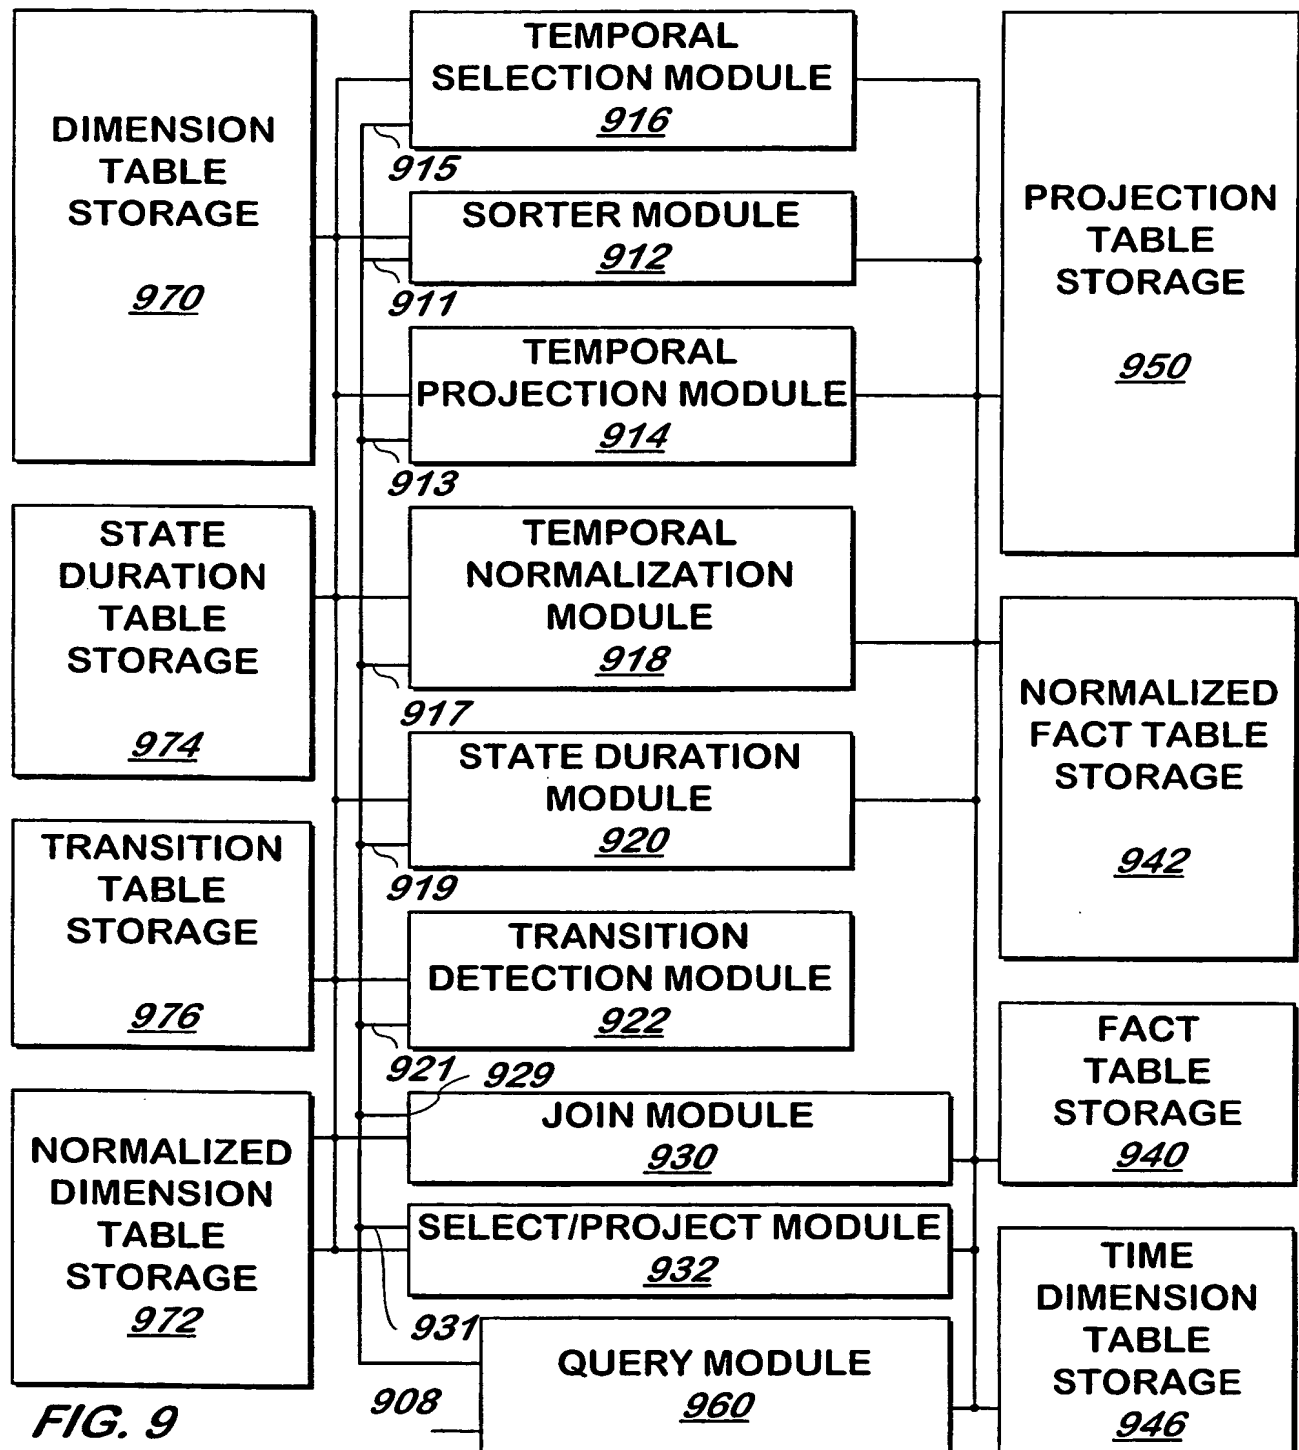 DIMENSION
TABLE
STORAGE
970
STATE
DURATION
TABLE
STORAGE
974
TRANSITION
TABLE
STORAGE
976
NORMALIZED
DIMENSION
TABLE
STORAGE
972
TEMPORAL
SELECTION MODULE
916
915
SORTER MODULE
912
911
TEMPORAL
PROJECTION MODULE
914
913
TEMPORAL
NORMALIZATION
MODULE
918
917
STATE DURATION
MODULE
920
919
TRANSITION
DETECTION MODULE
922
921
929
JOIN MODULE
930
SELECT/PROJECT MODULE
932
931
QUERY MODULE
960
908
PROJECTION
TABLE
STORAGE
950
NORMALIZED
FACT TABLE
STORAGE
942
FACT
TABLE
STORAGE
940
TIME
DIMENSION
TABLE
STORAGE
946
FIG. 9